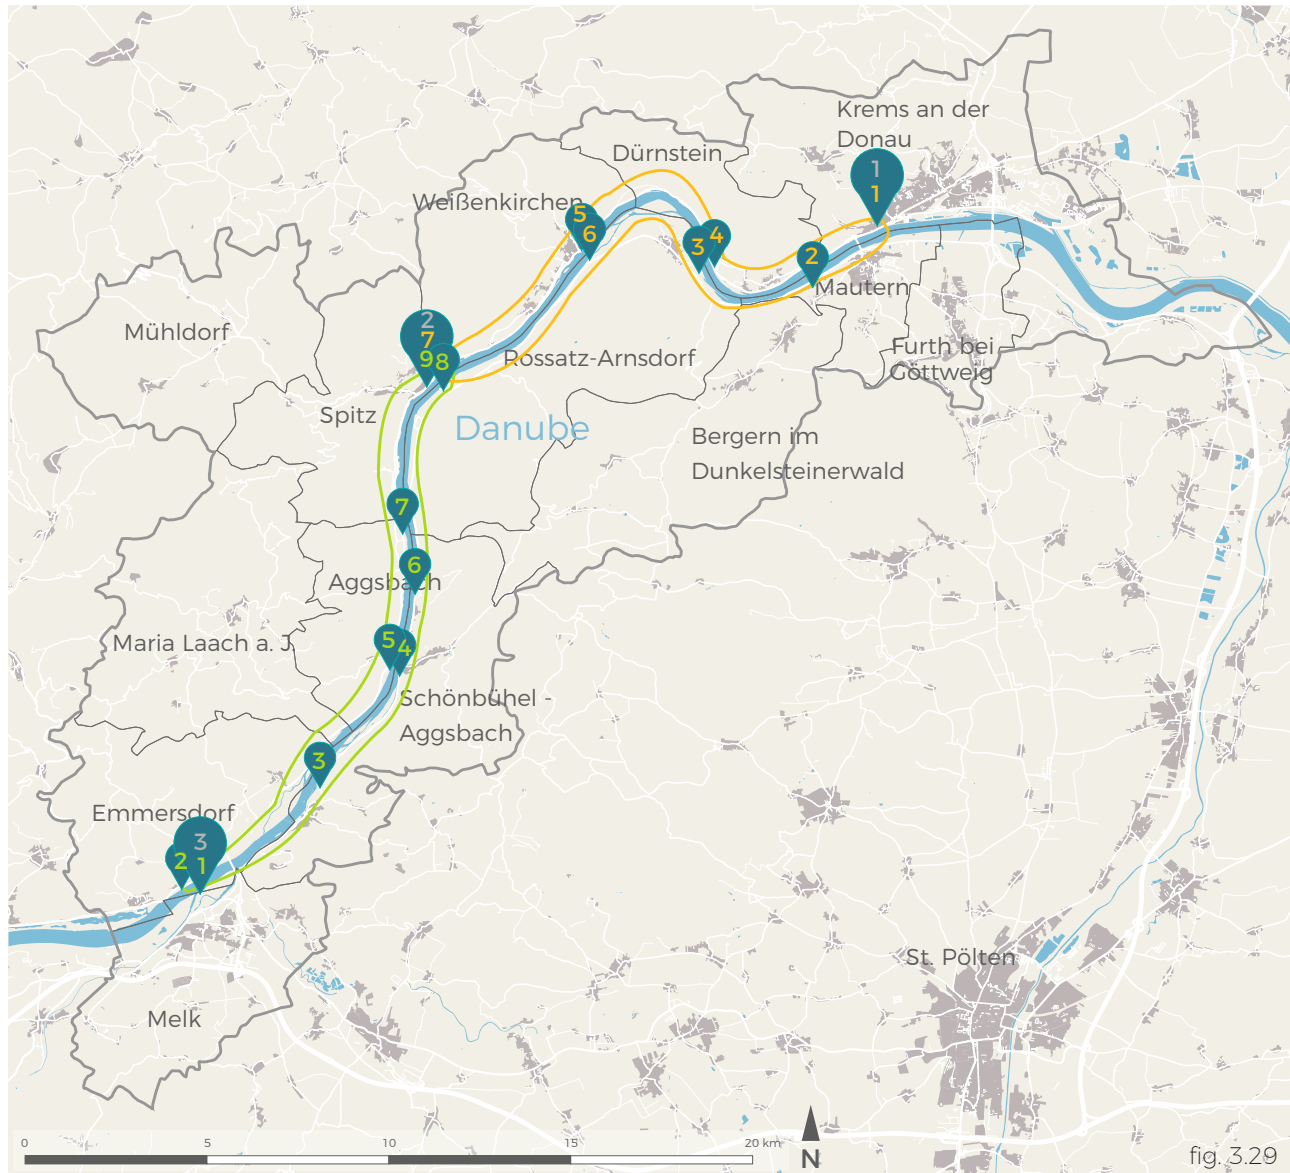 Krems an der
Donau
1
1
Dürnstein
Weißenkirchen
5
6
3
4
2
Mautern
Mühldorf
2
7
9
8
Rossatz-Arnsdorf
Furth bei
Göttweig
Spitz
Danube
Bergern im
Dunkelsteinerwald
7
6
Aggsbach
Maria Laach a. J.
5
4
Schönbühel -
Aggsbach
3
Emmersdorf
3
2
1
St. Pölten
Melk
0 5 10 15 20 km
N
fig. 3.29